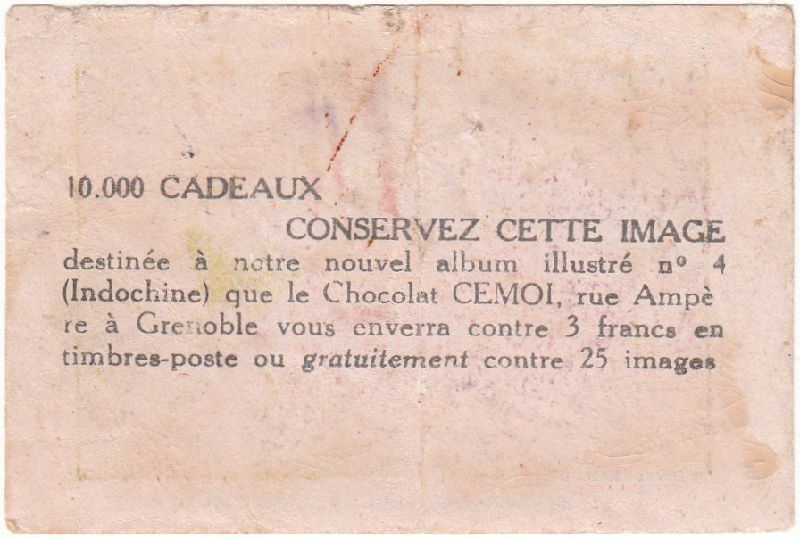 10.000 CADEAUX
CONSERVEZ CETTE IMAGE
destinée à notre nouvel album illustré nº 4
(Indochine) que le Chocolat CEMOI, rue Ampè
re à Grenoble vous enverra contre 3 francs en
timbres-poste ou gratuitement contre 25 images